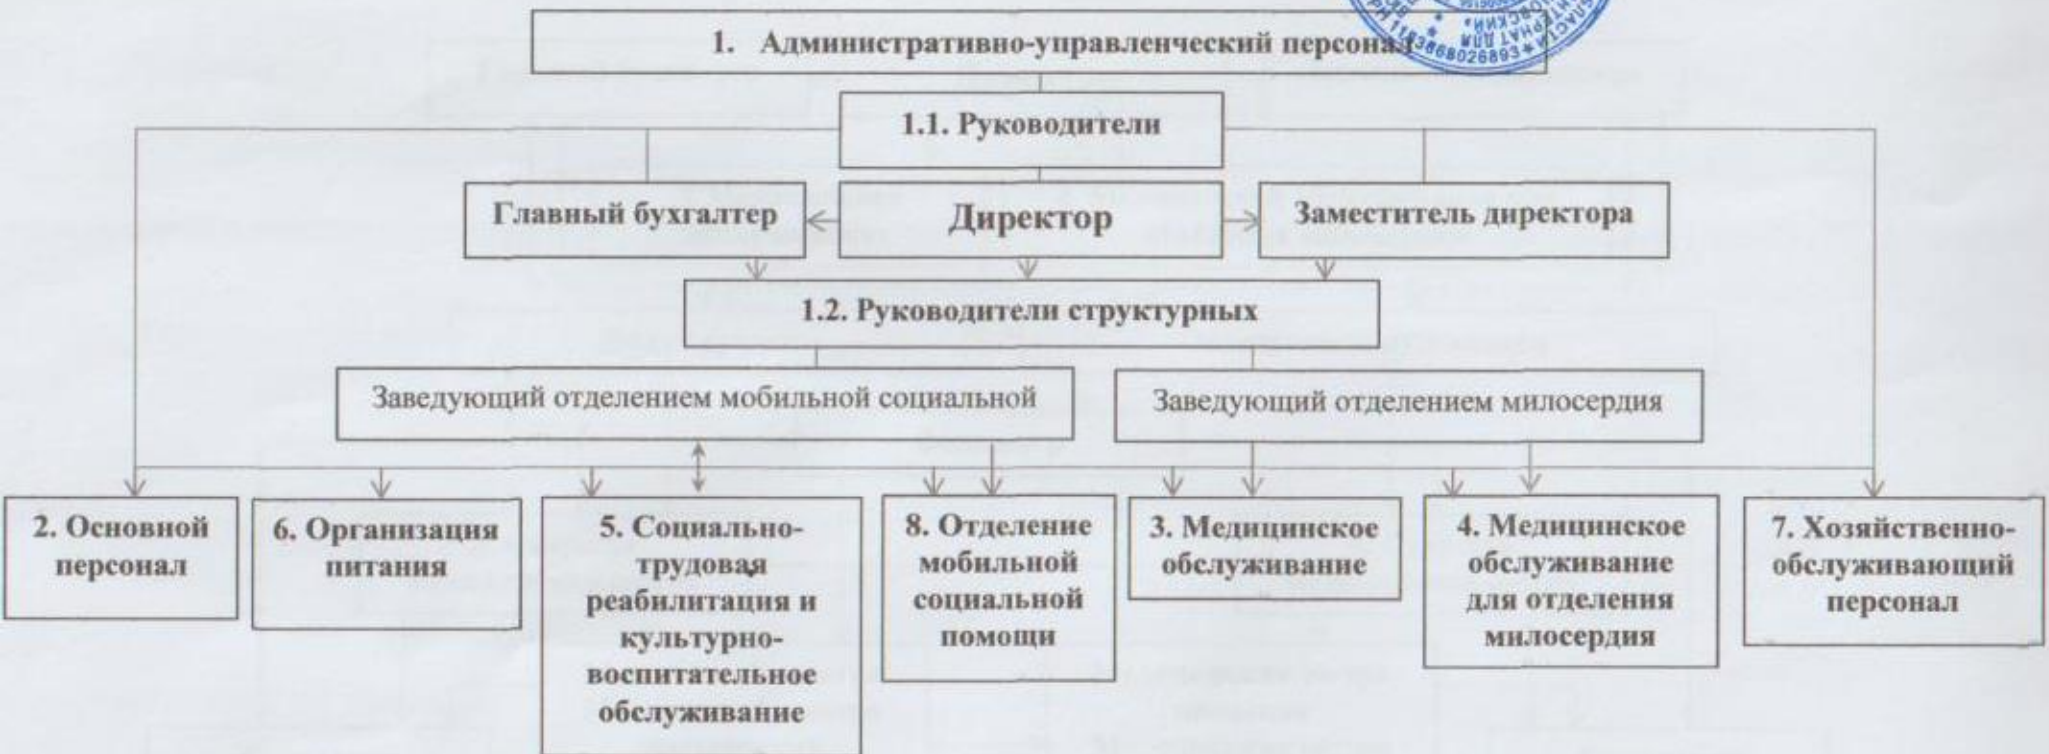 1. Административно-управленческий персонал
1.1. Руководители
Главный бухгалтер
Директор
Заместитель директора
1.2. Руководители структурных
Заведующий отделением мобильной социальной
Заведующий отделением милосердия
2. Основной
персонал
6. Организация
питания
5. Социально-
трудовая
реабилитация и
культурно-
воспитательное
обслуживание
8. Отделение
мобильной
социальной
помощи
3. Медицинское
обслуживание
4. Медицинское
обслуживание
для отделения
милосердия
7. Хозяйственно-
обслуживающий
персонал